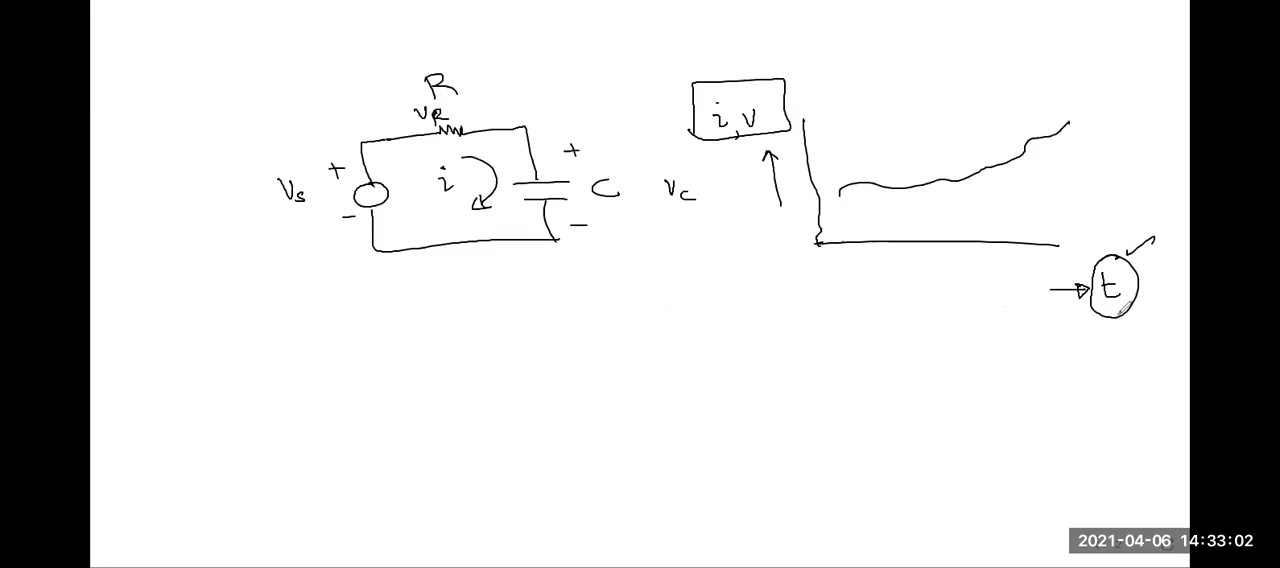 R
VR
i, v
+
+
Vs
i
C
Vc
-
-
t
2021-04-06 14:33:02